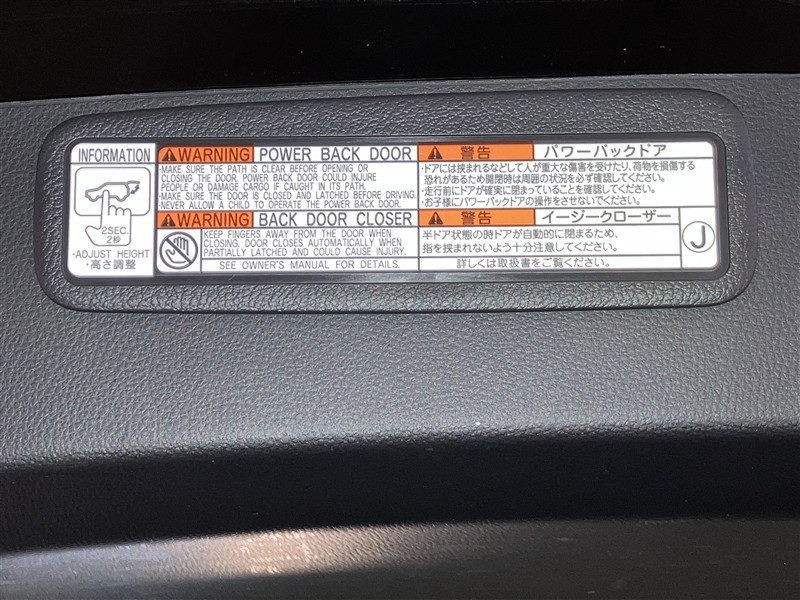 INFORMATION
2SEC.
2秒
・ADJUST HEIGHT
・高さ調整
WARNING POWER BACK DOOR
・MAKE SURE THE PATH IS CLEAR BEFORE OPENING OR
CLOSING THE DOOR. POWER BACK DOOR COULD INJURE
PEOPLE OR DAMAGE CARGO IF CAUGHT IN ITS PATH.
・MAKE SURE THE DOOR IS CLOSED AND LATCHED BEFORE DRIVING.
・NEVER ALLOW A CHILD TO OPERATE THE POWER BACK DOOR.
WARNING BACK DOOR CLOSER
KEEP FINGERS AWAY FROM THE DOOR WHEN
CLOSING. DOOR CLOSES AUTOMATICALLY WHEN
PARTIALLY LATCHED AND COULD CAUSE INJURY.
SEE OWNER'S MANUAL FOR DETAILS.
警告 パワーバックドア
・ドアには挟まれるなどして人が重大な傷害を受けたり、荷物を損傷する
恐れがあるため開閉時は周囲の状況を必ず確認してください。
・走行前にドアが確実に閉まっていることを確認してください。
・お子様にパワーバックドアの操作をさせないでください。
警告 イージークローザー
半ドア状態の時ドアが自動的に閉まるため、
指を挟まれないよう十分注意してください。
詳しくは取扱書をご覧ください。
J